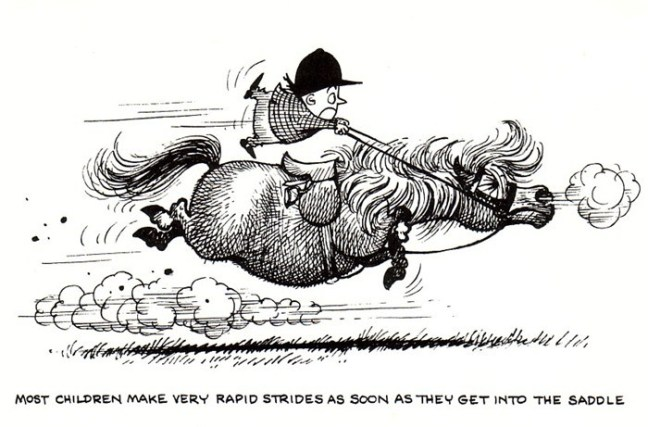 MOST CHILDREN MAKE VERY RAPID STRIDES AS SOON AS THEY GET INTO THE SADDLE